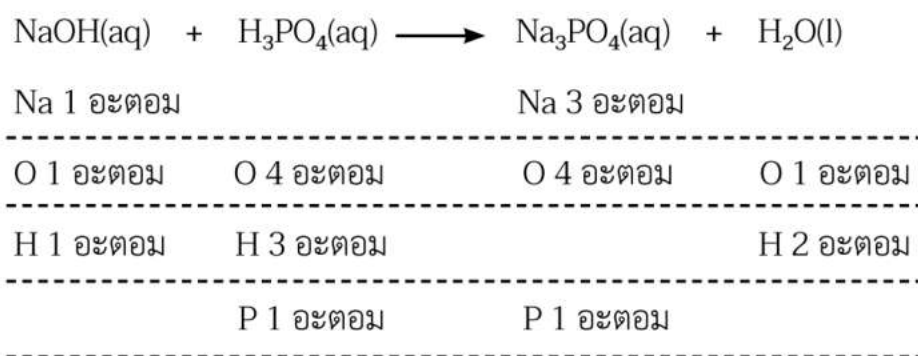 NaOH(aq) + H₃PO₄(aq) ⟶ Na₃PO₄(aq) + H₂O(l)
Na 1 อะตอม Na 3 อะตอม
O 1 อะตอม O 4 อะตอม O 4 อะตอม O 1 อะตอม
H 1 อะตอม H 3 อะตอม H 2 อะตอม
P 1 อะตอม P 1 อะตอม